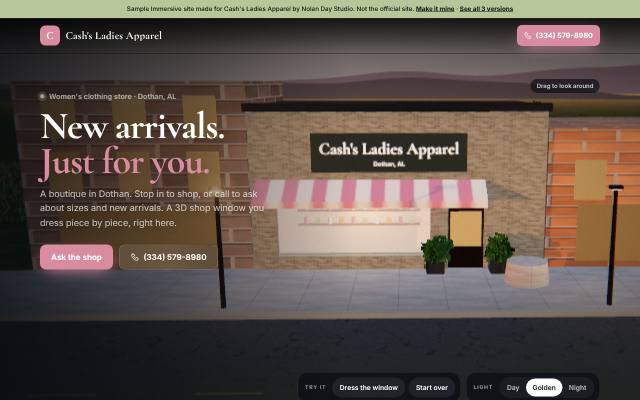 Sample Immersive site made for Cash's Ladies Apparel by Nolan Day Studio. Not the official site. Make it mine · See all 3 versions
C Cash's Ladies Apparel
(334) 579-8980
Drag to look around
Women's clothing store · Dothan, AL
New arrivals.
Just for you.
A boutique in Dothan. Stop in to shop, or call to ask
about sizes and new arrivals. A 3D shop window you
dress piece by piece, right here.
Ask the shop
(334) 579-8980
Cash's Ladies Apparel
Dothan, AL
TRY IT Dress the window Start over
LIGHT Day Golden Night